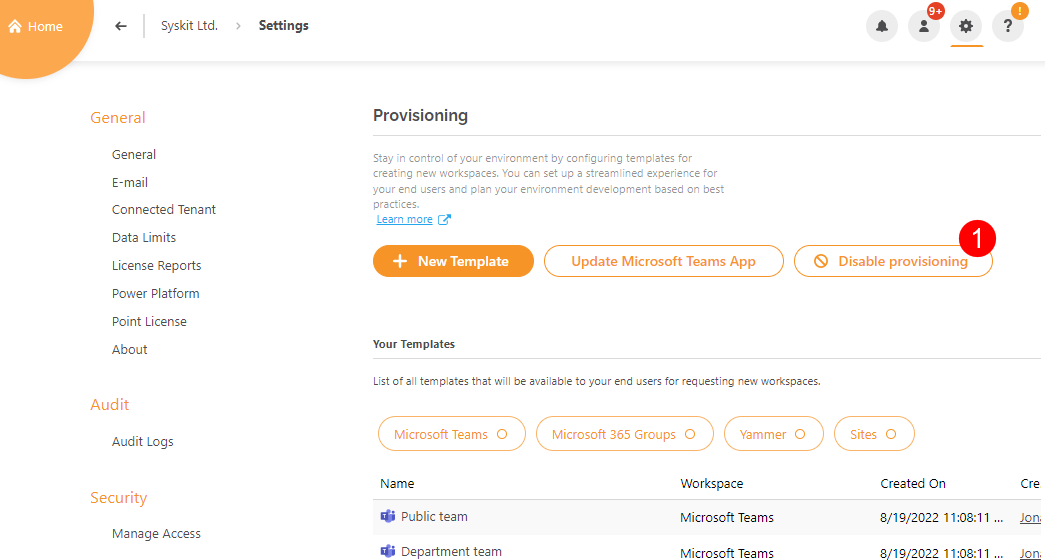 Home
Syskit Ltd. > Settings
9+
!
?
General
General
E-mail
Connected Tenant
Data Limits
License Reports
Power Platform
Point License
About
Audit
Audit Logs
Security
Manage Access
Provisioning
Stay in control of your environment by configuring templates for
creating new workspaces. You can set up a streamlined experience for
your end users and plan your environment development based on best
practices.
Learn more
1
+ New Template
Update Microsoft Teams App
Disable provisioning
Your Templates
List of all templates that will be available to your end users for requesting new workspaces.
Microsoft Teams
Microsoft 365 Groups
Yammer
Sites
Name Workspace Created On Cre
Public team Microsoft Teams 8/19/2022 11:08:11 ... Jona
Department team Microsoft Teams 8/19/2022 11:08:11 ... Jona